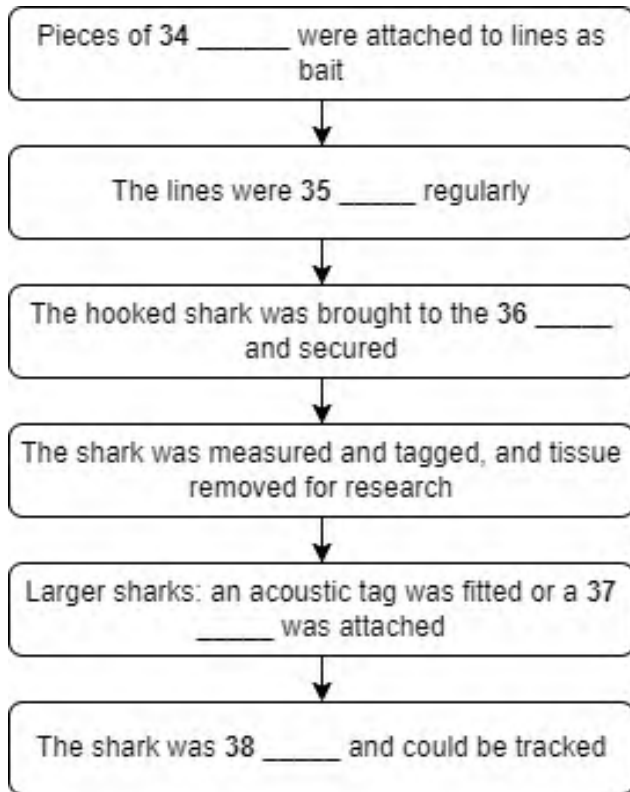 Pieces of 34 ______ were attached to lines as
bait
The lines were 35 _____ regularly
The hooked shark was brought to the 36 _____
and secured
The shark was measured and tagged, and tissue
removed for research
Larger sharks: an acoustic tag was fitted or a 37
_____ was attached
The shark was 38 _____ and could be tracked